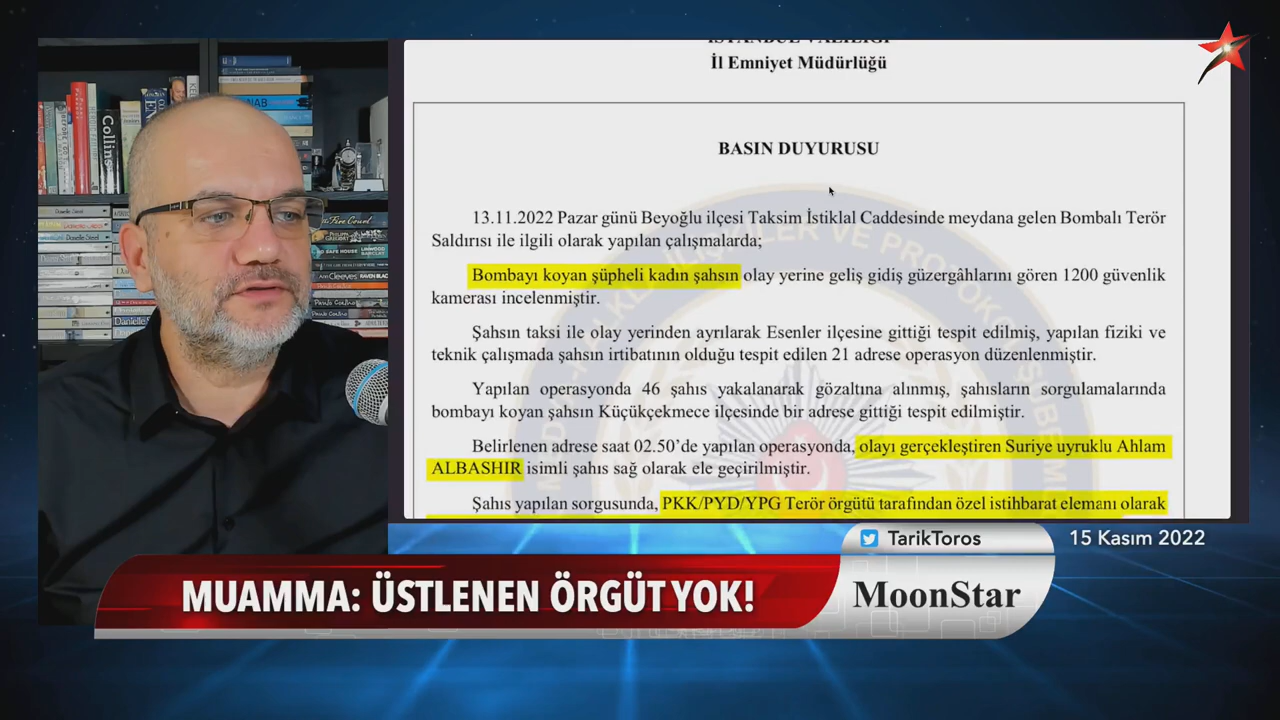 İSTANBUL VALİLİĞİ
İl Emniyet Müdürlüğü
BASIN DUYURUSU
13.11.2022 Pazar günü Beyoğlu ilçesi Taksim İstiklal Caddesinde meydana gelen Bombalı Terör
Saldırısı ile ilgili olarak yapılan çalışmalarda;
Bombayı koyan şüpheli kadın şahsın olay yerine geliş gidiş güzergâhlarını gören 1200 güvenlik
kamerası incelenmiştir.
Şahsın taksi ile olay yerinden ayrılarak Esenler ilçesine gittiği tespit edilmiş, yapılan fiziki ve
teknik çalışmada şahsın irtibatının olduğu tespit edilen 21 adrese operasyon düzenlenmiştir.
Yapılan operasyonda 46 şahıs yakalanarak gözaltına alınmış, şahısların sorgulamalarında
bombayı koyan şahsın Küçükçekmece ilçesinde bir adrese gittiği tespit edilmiştir.
Belirlenen adrese saat 02.50'de yapılan operasyonda, olayı gerçekleştiren Suriye uyruklu Ahlam
ALBASHIR isimli şahıs sağ olarak ele geçirilmiştir.
Şahıs yapılan sorgusunda, PKK/PYD/YPG Terör örgütü tarafından özel istihbarat elemanı olarak
Collins
TarikToros
15 Kasım 2022
MUAMMA: ÜSTLENEN ÖRGÜT YOK!
MoonStar